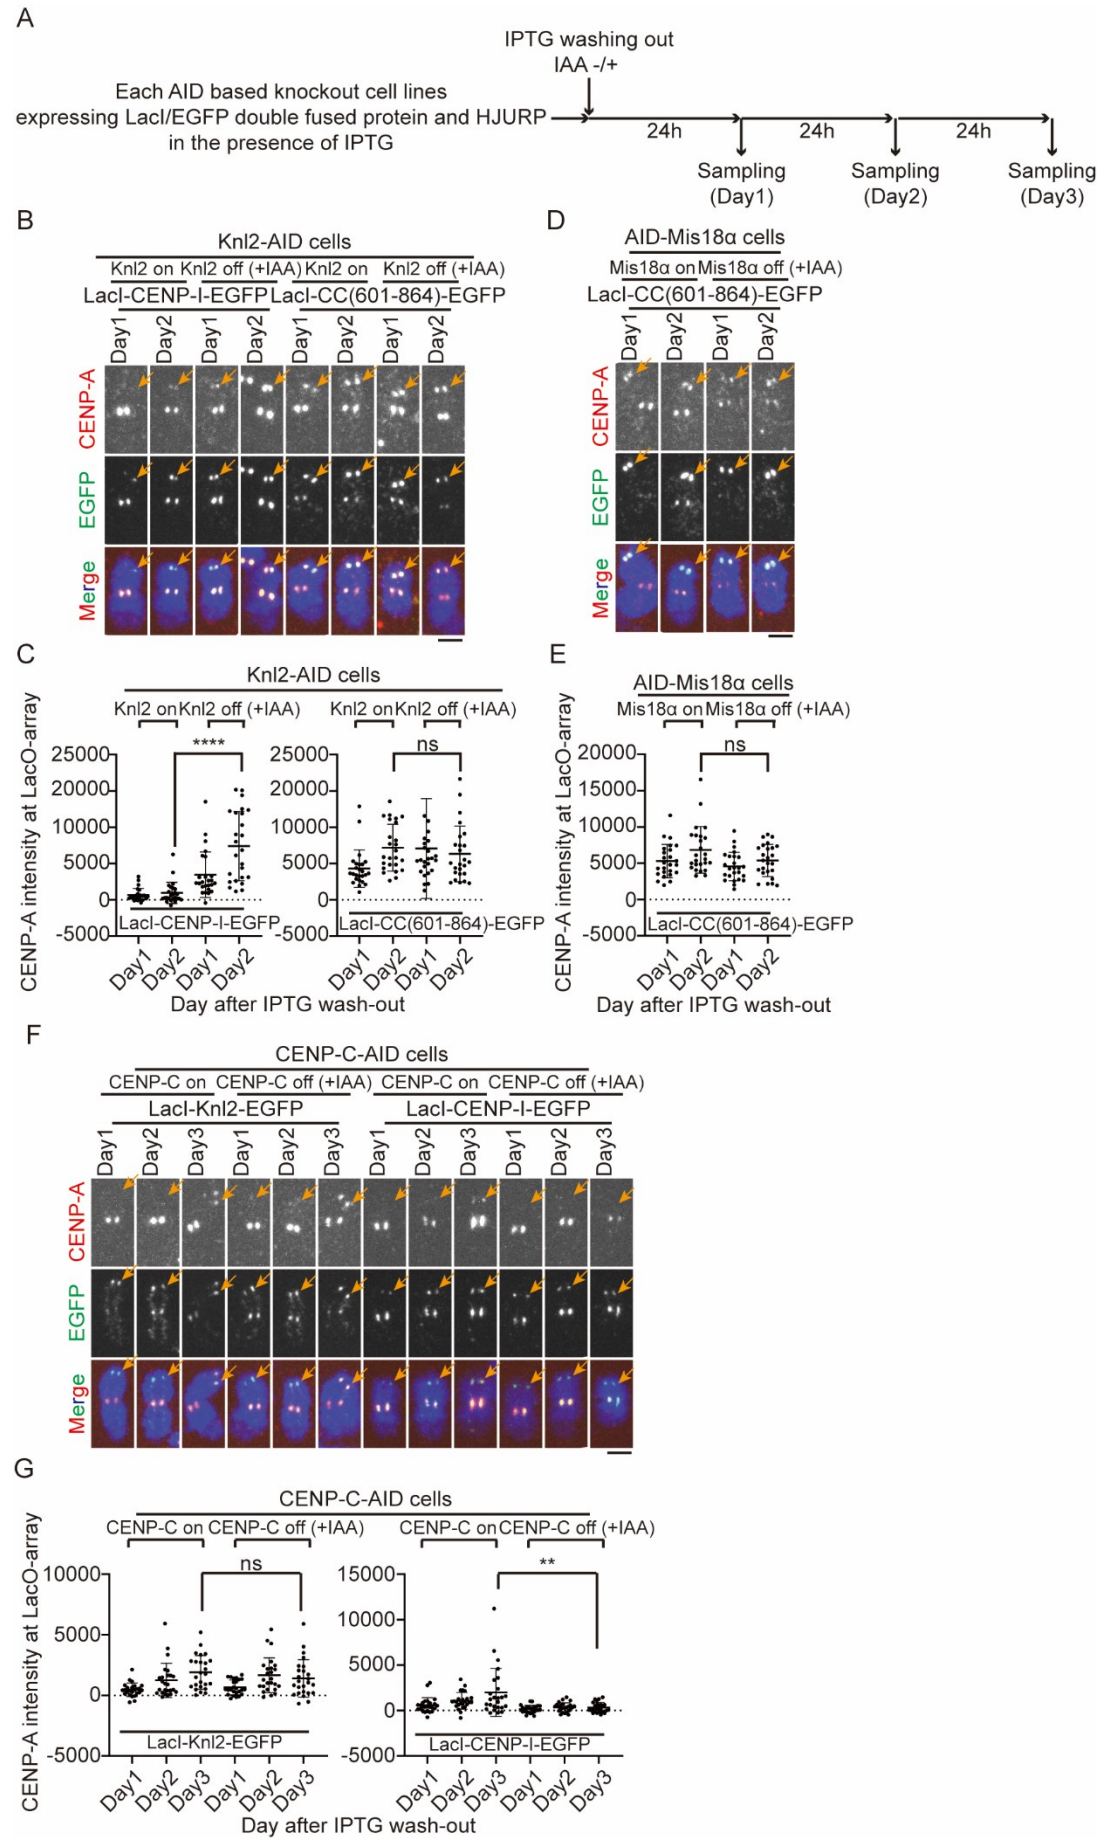 A
IPTG washing out
IAA -/+
Each AID based knockout cell lines
expressing LacI/EGFP double fused protein and HJURP
in the presence of IPTG
24h
24h
24h
Sampling
(Day1)
Sampling
(Day2)
Sampling
(Day3)
B
Knl2-AID cells
Knl2 on Knl2 off (+IAA) Knl2 on Knl2 off (+IAA)
LacI-CENP-I-EGFP LacI-CC(601-864)-EGFP
Day1 Day2 Day1 Day2 Day1 Day2 Day1 Day2
CENP-A
EGFP
Merge
D
AID-Mis18α cells
Mis18α on Mis18α off (+IAA)
LacI-CC(601-864)-EGFP
Day1 Day2 Day1 Day2
CENP-A
EGFP
Merge
C
Knl2-AID cells
Knl2 on Knl2 off (+IAA) Knl2 on Knl2 off (+IAA)
CENP-A intensity at LacO-array
25000
20000
15000
10000
5000
0
-5000
****
LacI-CENP-I-EGFP
Day1 Day2 Day1 Day2
25000
20000
15000
10000
5000
0
-5000
ns
LacI-CC(601-864)-EGFP
Day1 Day2 Day1 Day2
Day after IPTG wash-out
E
AID-Mis18α cells
Mis18α on Mis18α off (+IAA)
CENP-A intensity at LacO-array
20000
15000
10000
5000
0
-5000
ns
LacI-CC(601-864)-EGFP
Day1 Day2 Day1 Day2
Day after IPTG wash-out
F
CENP-C-AID cells
CENP-C on CENP-C off (+IAA) CENP-C on CENP-C off (+IAA)
LacI-Knl2-EGFP LacI-CENP-I-EGFP
Day1 Day2 Day3 Day1 Day2 Day3 Day1 Day2 Day3 Day1 Day2 Day3
CENP-A
EGFP
Merge
G
CENP-C-AID cells
CENP-C on CENP-C off (+IAA) CENP-C on CENP-C off (+IAA)
CENP-A intensity at LacO-array
10000
5000
0
-5000
ns
LacI-Knl2-EGFP
Day1 Day2 Day3 Day1 Day2 Day3
15000
10000
5000
0
-5000
**
LacI-CENP-I-EGFP
Day1 Day2 Day3 Day1 Day2 Day3
Day after IPTG wash-out